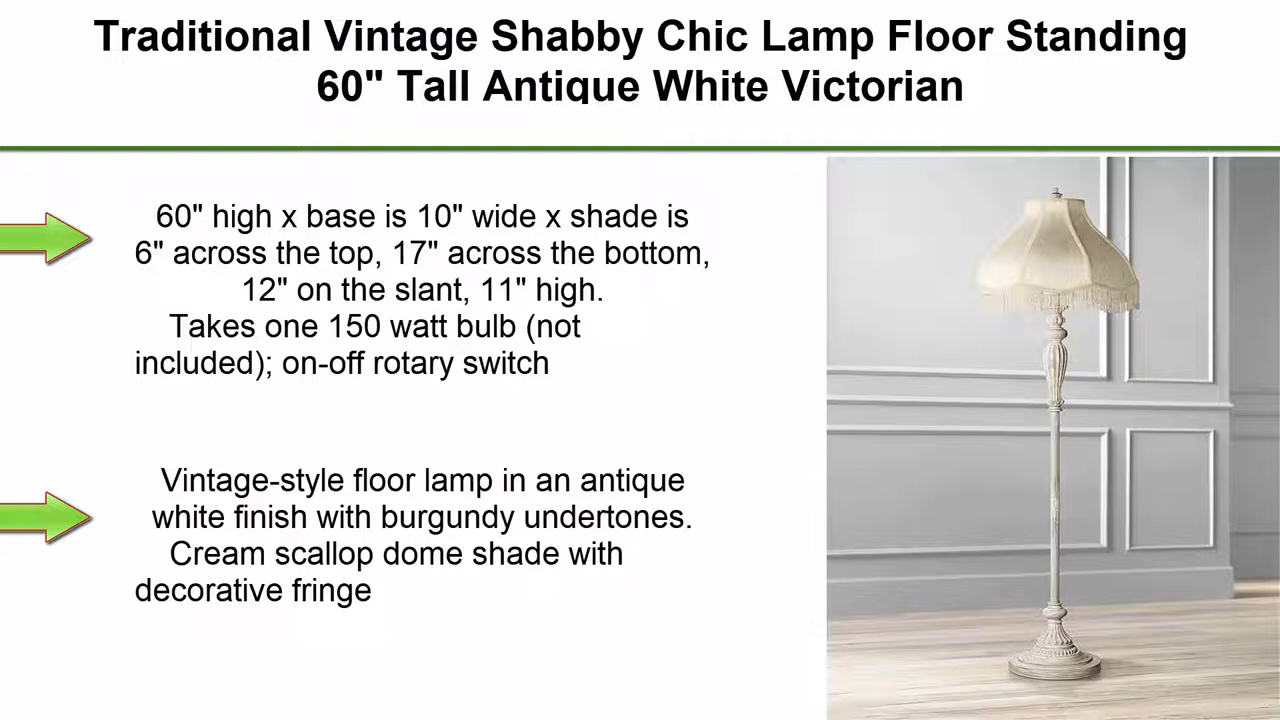 Traditional Vintage Shabby Chic Lamp Floor Standing
60" Tall Antique White Victorian
60" high x base is 10" wide x shade is
6" across the top, 17" across the bottom,
12" on the slant, 11" high.
Takes one 150 watt bulb (not
included); on-off rotary switch
Vintage-style floor lamp in an antique
white finish with burgundy undertones.
Cream scallop dome shade with
decorative fringe